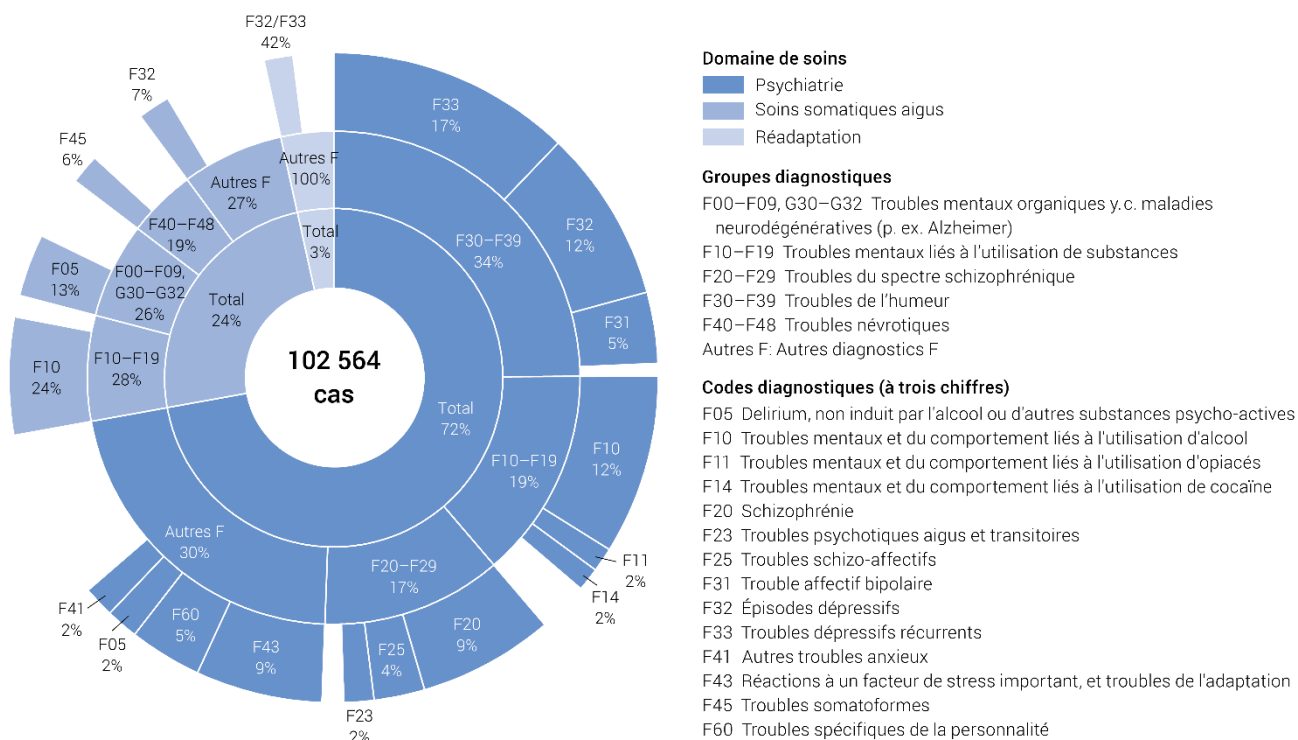 F32/F33
42%
F32
7%
F45
6%
F05
13%
F10
24%
Autres F
100%
Autres F
27%
F40–F48
19%
F00–F09,
G30–G32
26%
F10–F19
28%
Total
3%
Total
24%
102 564
cas
Total
72%
F33
17%
F32
12%
F31
5%
F30–F39
34%
F10–F19
19%
F10
12%
F11
2%
F14
2%
F20–F29
17%
F20
9%
F25
4%
F23
2%
Autres F
30%
F43
9%
F60
5%
F05
2%
F41
2%
Domaine de soins
Psychiatrie
Soins somatiques aigus
Réadaptation
Groupes diagnostiques
F00–F09, G30–G32 Troubles mentaux organiques y.c. maladies
neurodégénératives (p. ex. Alzheimer)
F10–F19 Troubles mentaux liés à l'utilisation de substances
F20–F29 Troubles du spectre schizophrénique
F30–F39 Troubles de l'humeur
F40–F48 Troubles névrotiques
Autres F: Autres diagnostics F
Codes diagnostiques (à trois chiffres)
F05 Delirium, non induit par l'alcool ou d'autres substances psycho-actives
F10 Troubles mentaux et du comportement liés à l'utilisation d'alcool
F11 Troubles mentaux et du comportement liés à l'utilisation d'opiacés
F14 Troubles mentaux et du comportement liés à l'utilisation de cocaïne
F20 Schizophrénie
F23 Troubles psychotiques aigus et transitoires
F25 Troubles schizo-affectifs
F31 Trouble affectif bipolaire
F32 Épisodes dépressifs
F33 Troubles dépressifs récurrents
F41 Autres troubles anxieux
F43 Réactions à un facteur de stress important, et troubles de l'adaptation
F45 Troubles somatoformes
F60 Troubles spécifiques de la personnalité